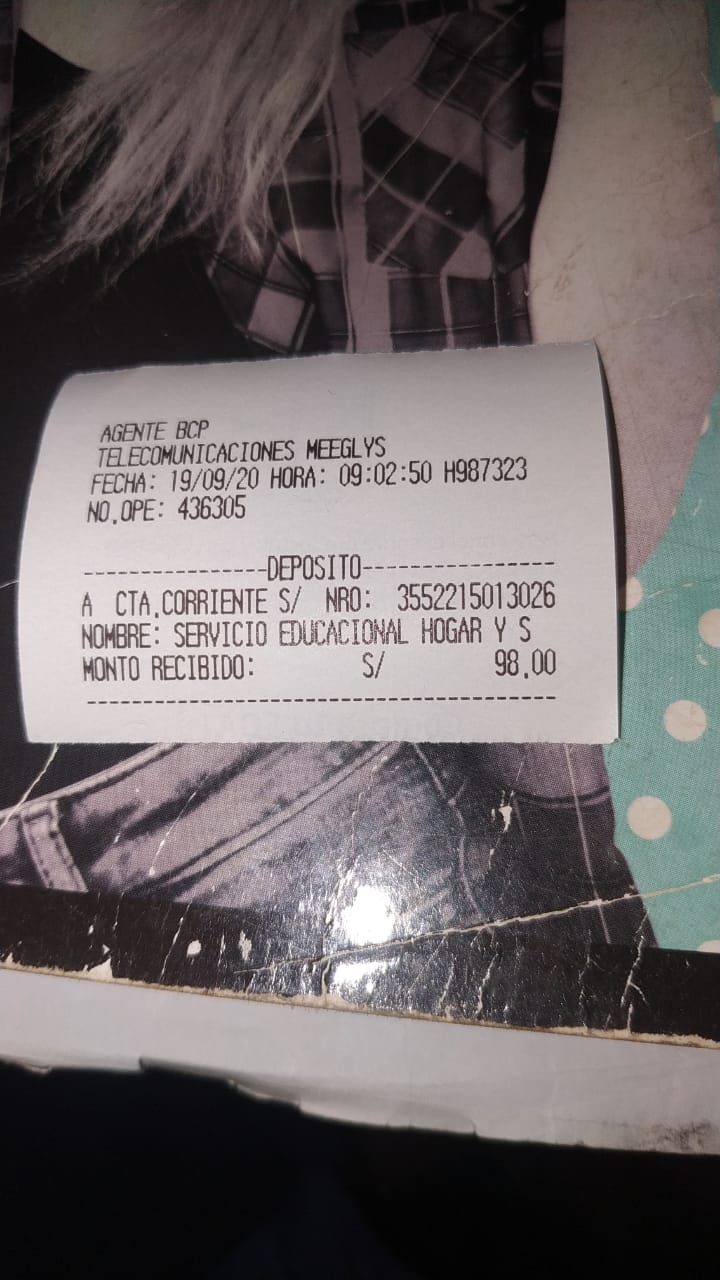 AGENTE BCP
TELECOMUNICACIONES MEEGLYS
FECHA: 19/09/20 HORA: 09:02:50 H987323
NO.OPE: 436305
------------------DEPOSITO------------------
A CTA.CORRIENTE S/ NRO: 3552215013026
NOMBRE: SERVICIO EDUCACIONAL HOGAR Y S
MONTO RECIBIDO: S/ 98.00